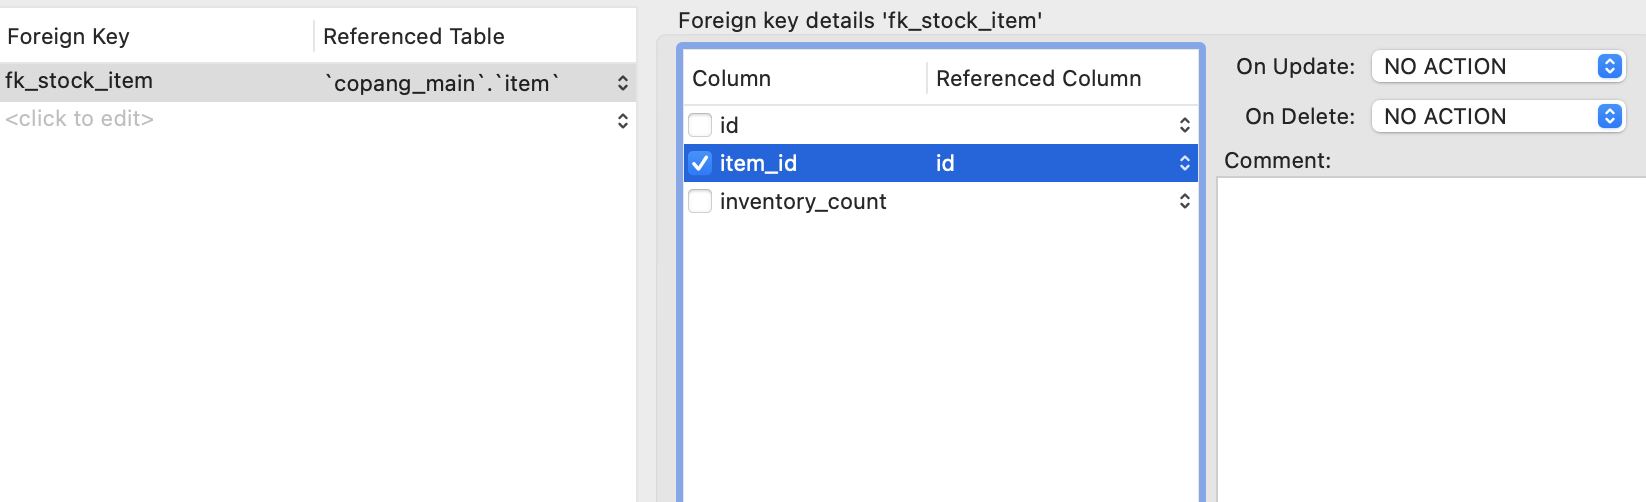 Foreign Key Referenced Table
fk_stock_item `copang_main`.`item`
<click to edit>
Foreign key details 'fk_stock_item'
Column Referenced Column
id
item_id id
inventory_count
On Update: NO ACTION
On Delete: NO ACTION
Comment: